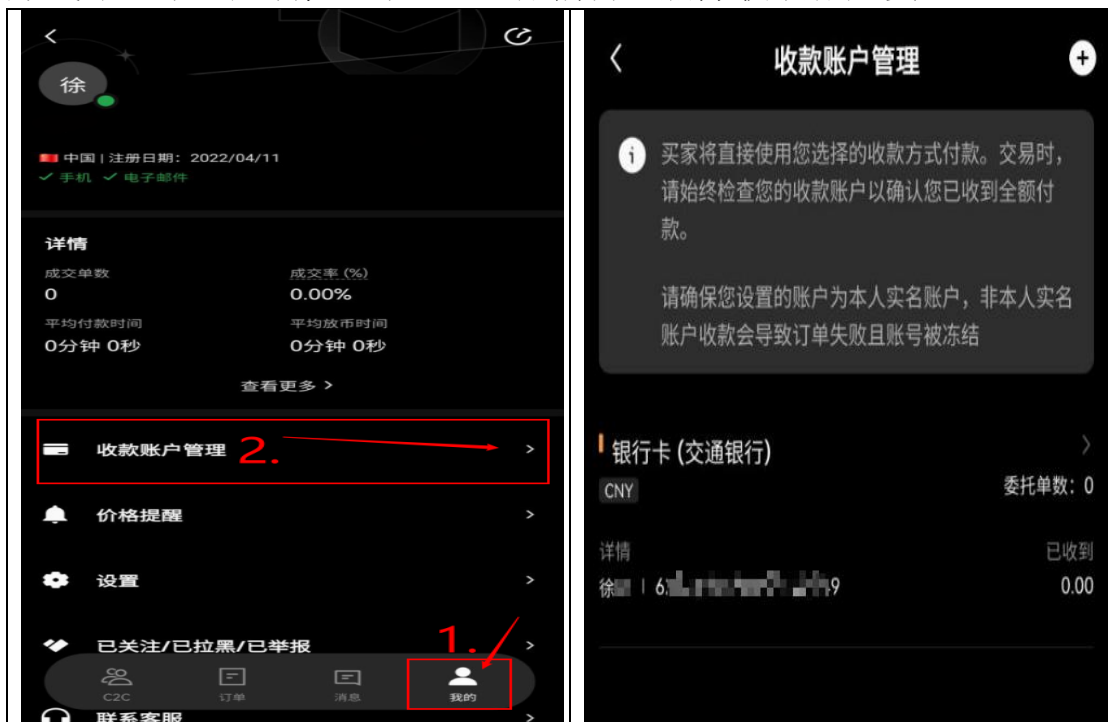 徐
中国 | 注册日期：2022/04/11
手机 电子邮件
详情
成交单数
成交率 (%)
0
0.00%
平均付款时间
平均放币时间
0分钟 0秒
0分钟 0秒
查看更多 >
收款账户管理
2.
价格提醒
设置
已关注/已拉黑/已举报
1.
C2C
订单
消息
我的
联系客服
收款账户管理
买家将直接使用您选择的收款方式付款。交易时，
请始终检查您的收款账户以确认您已收到全额付
款。
请确保您设置的账户为本人实名账户，非本人实名
账户收款会导致订单失败且账号被冻结
银行卡 (交通银行)
CNY
委托单数：0
详情
已收到
徐
0.00